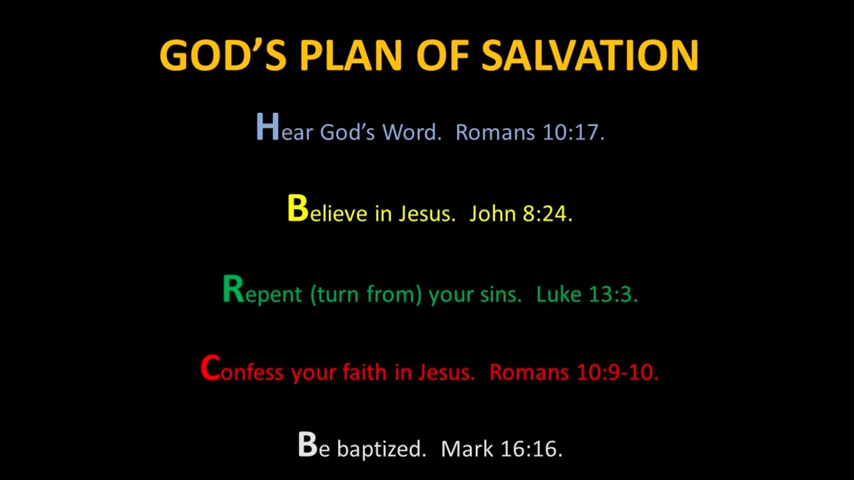 GOD’S PLAN OF SALVATION
Hear God’s Word. Romans 10:17.
Believe in Jesus. John 8:24.
Repent (turn from) your sins. Luke 13:3.
Confess your faith in Jesus. Romans 10:9-10.
Be baptized. Mark 16:16.